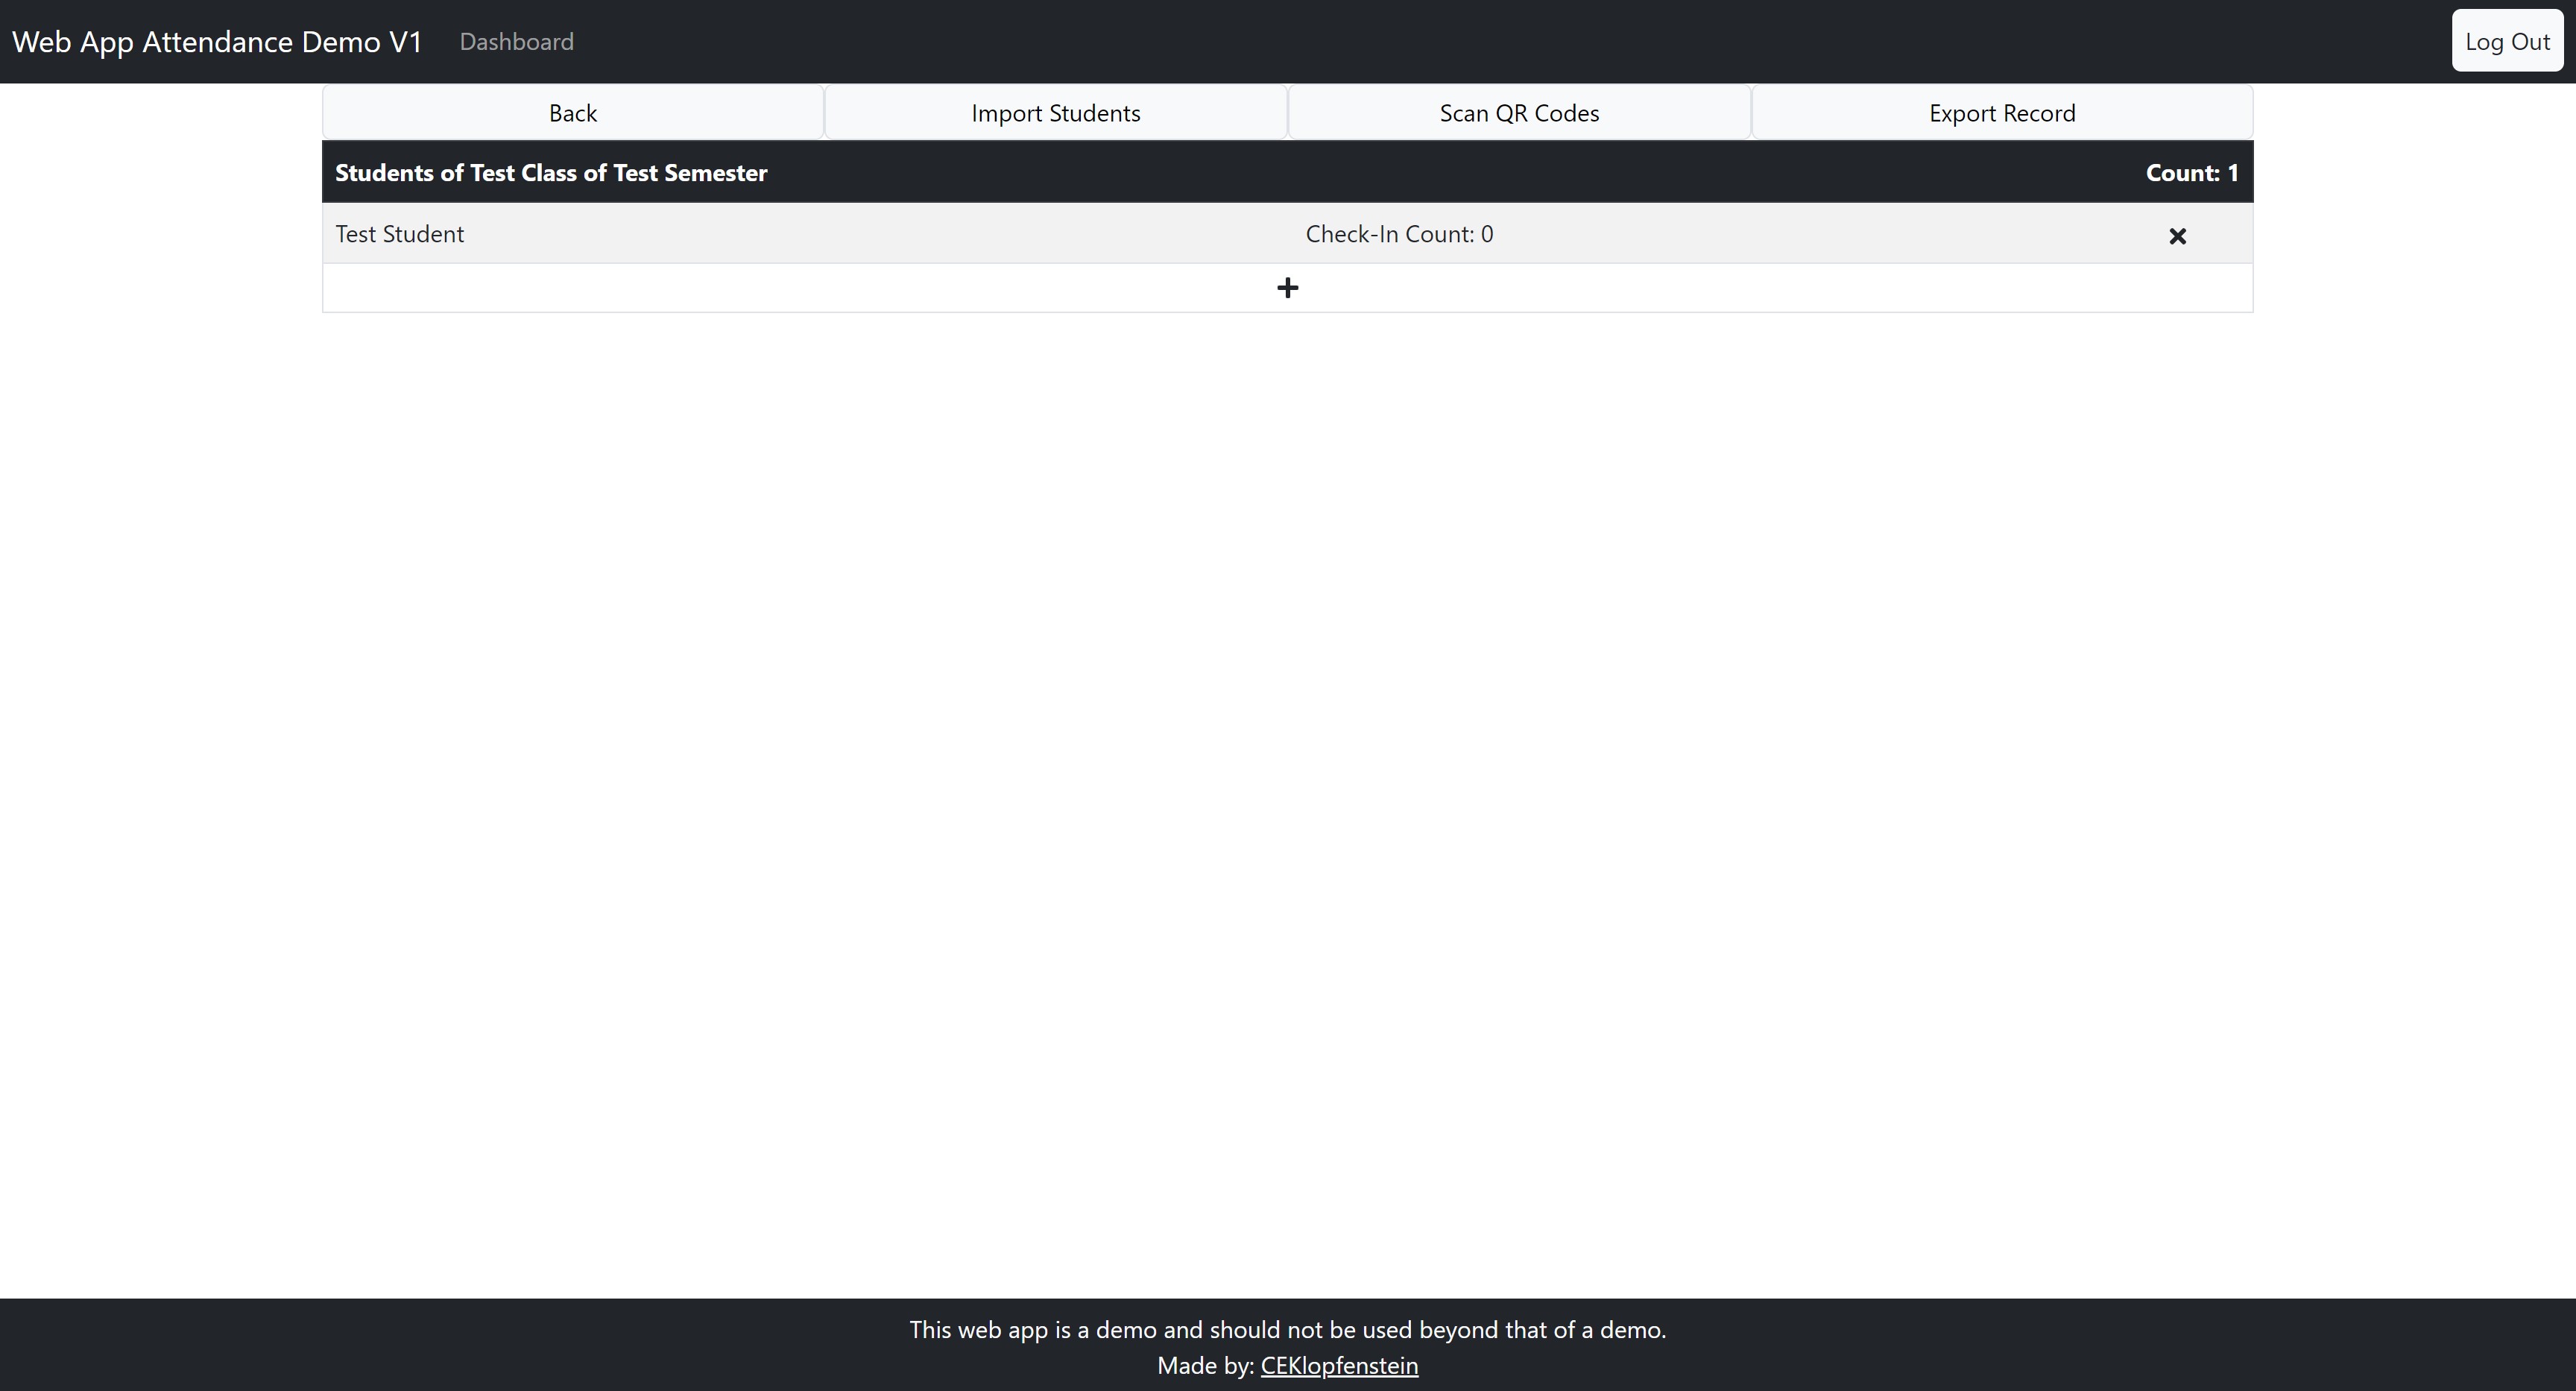 Web App Attendance Demo V1 Dashboard Log Out
Back Import Students Scan QR Codes Export Record
Students of Test Class of Test Semester Count: 1
Test Student Check-In Count: 0
This web app is a demo and should not be used beyond that of a demo.
Made by: CEKlopfenstein